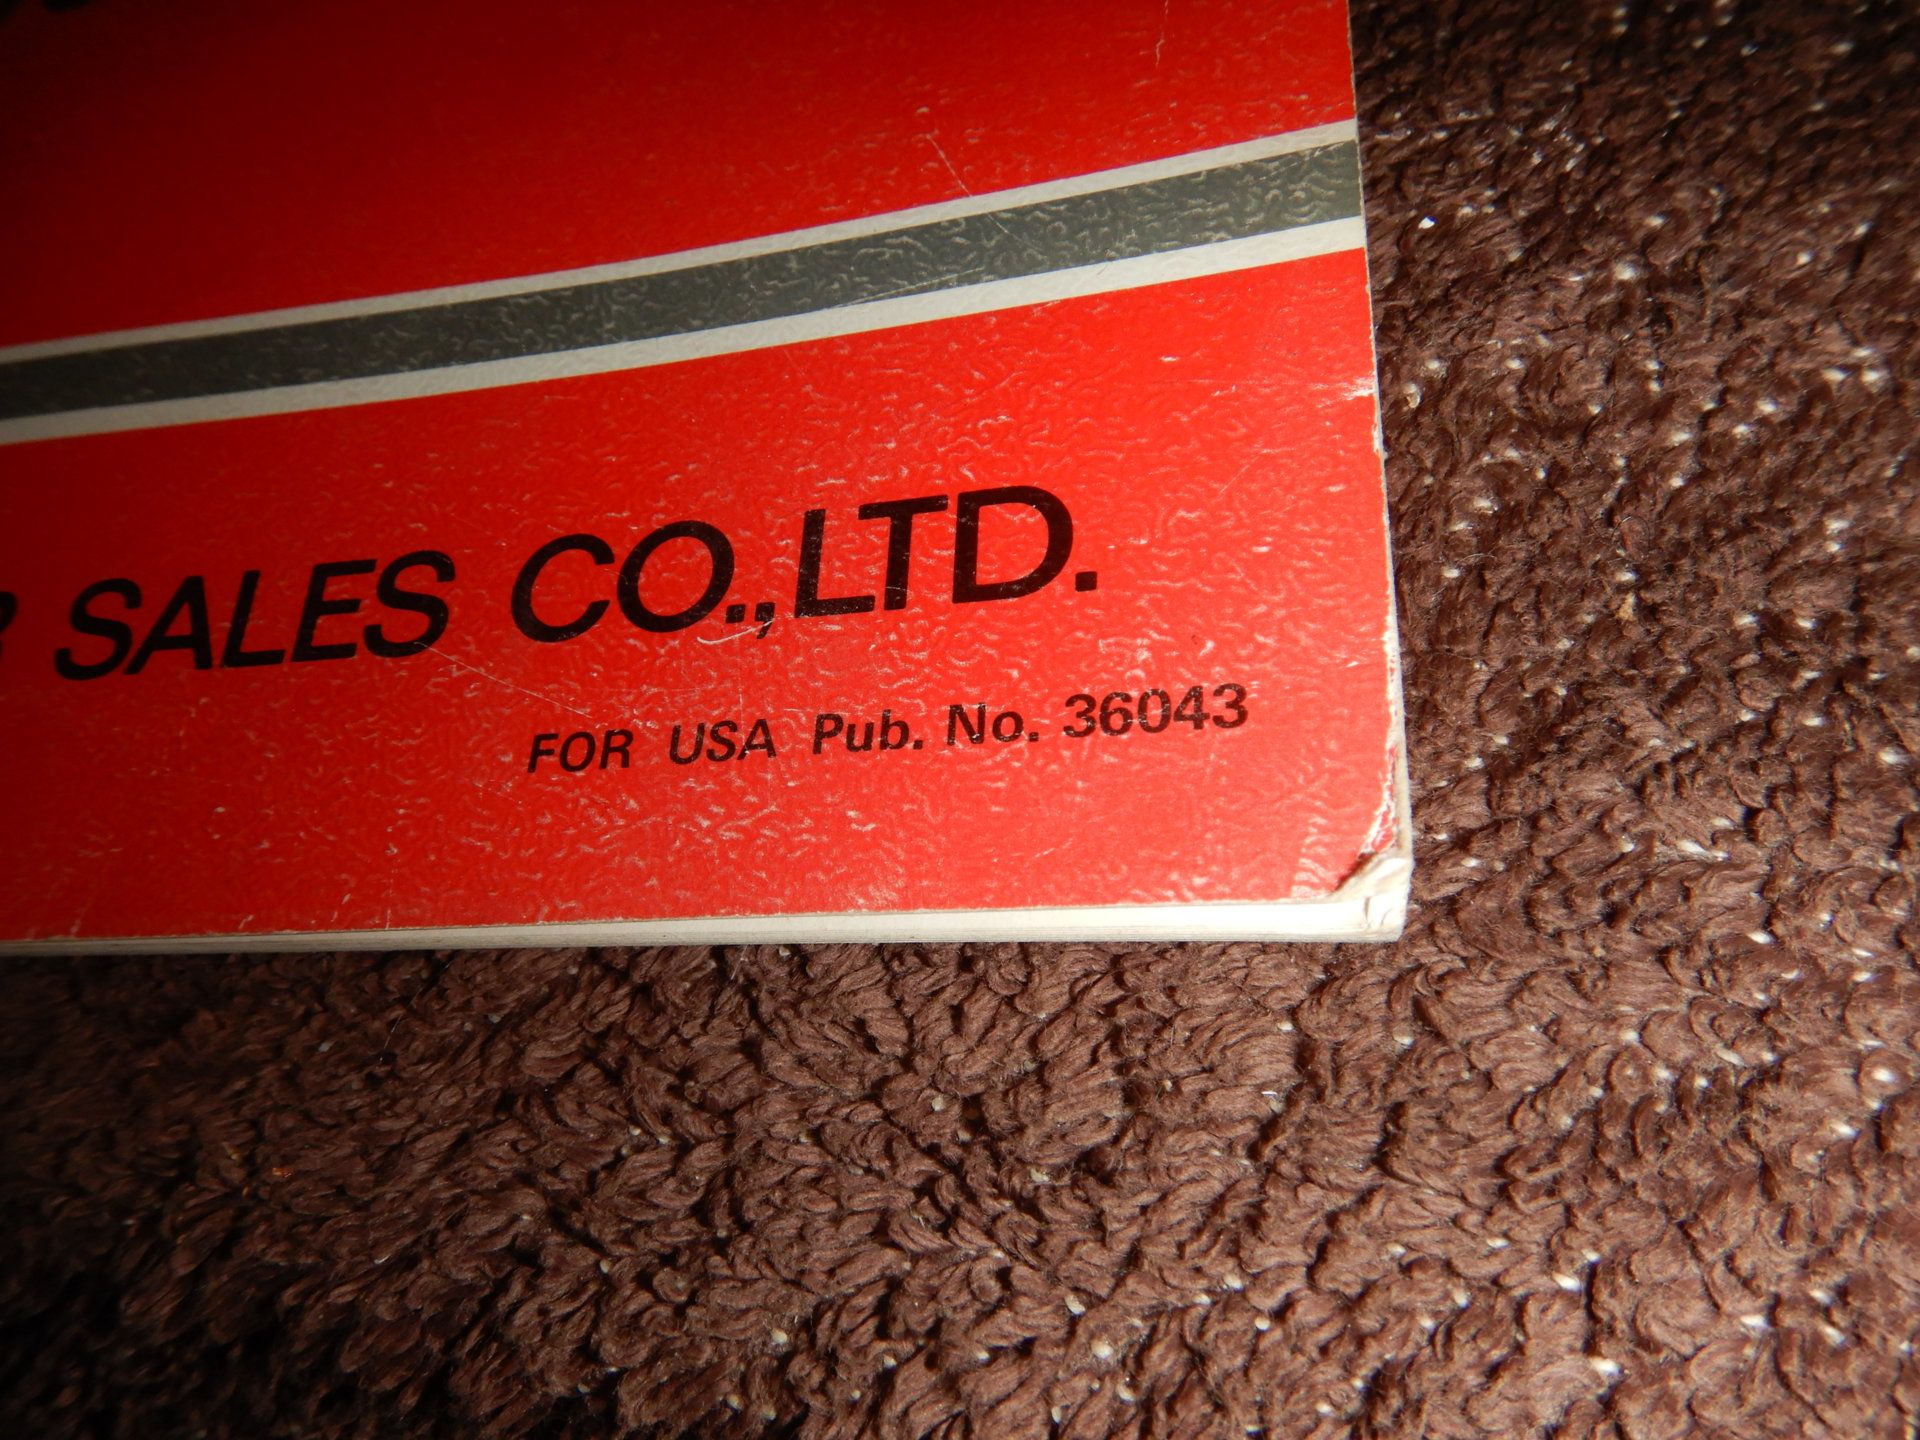 SALES CO.,LTD.
FOR USA Pub. No. 36043